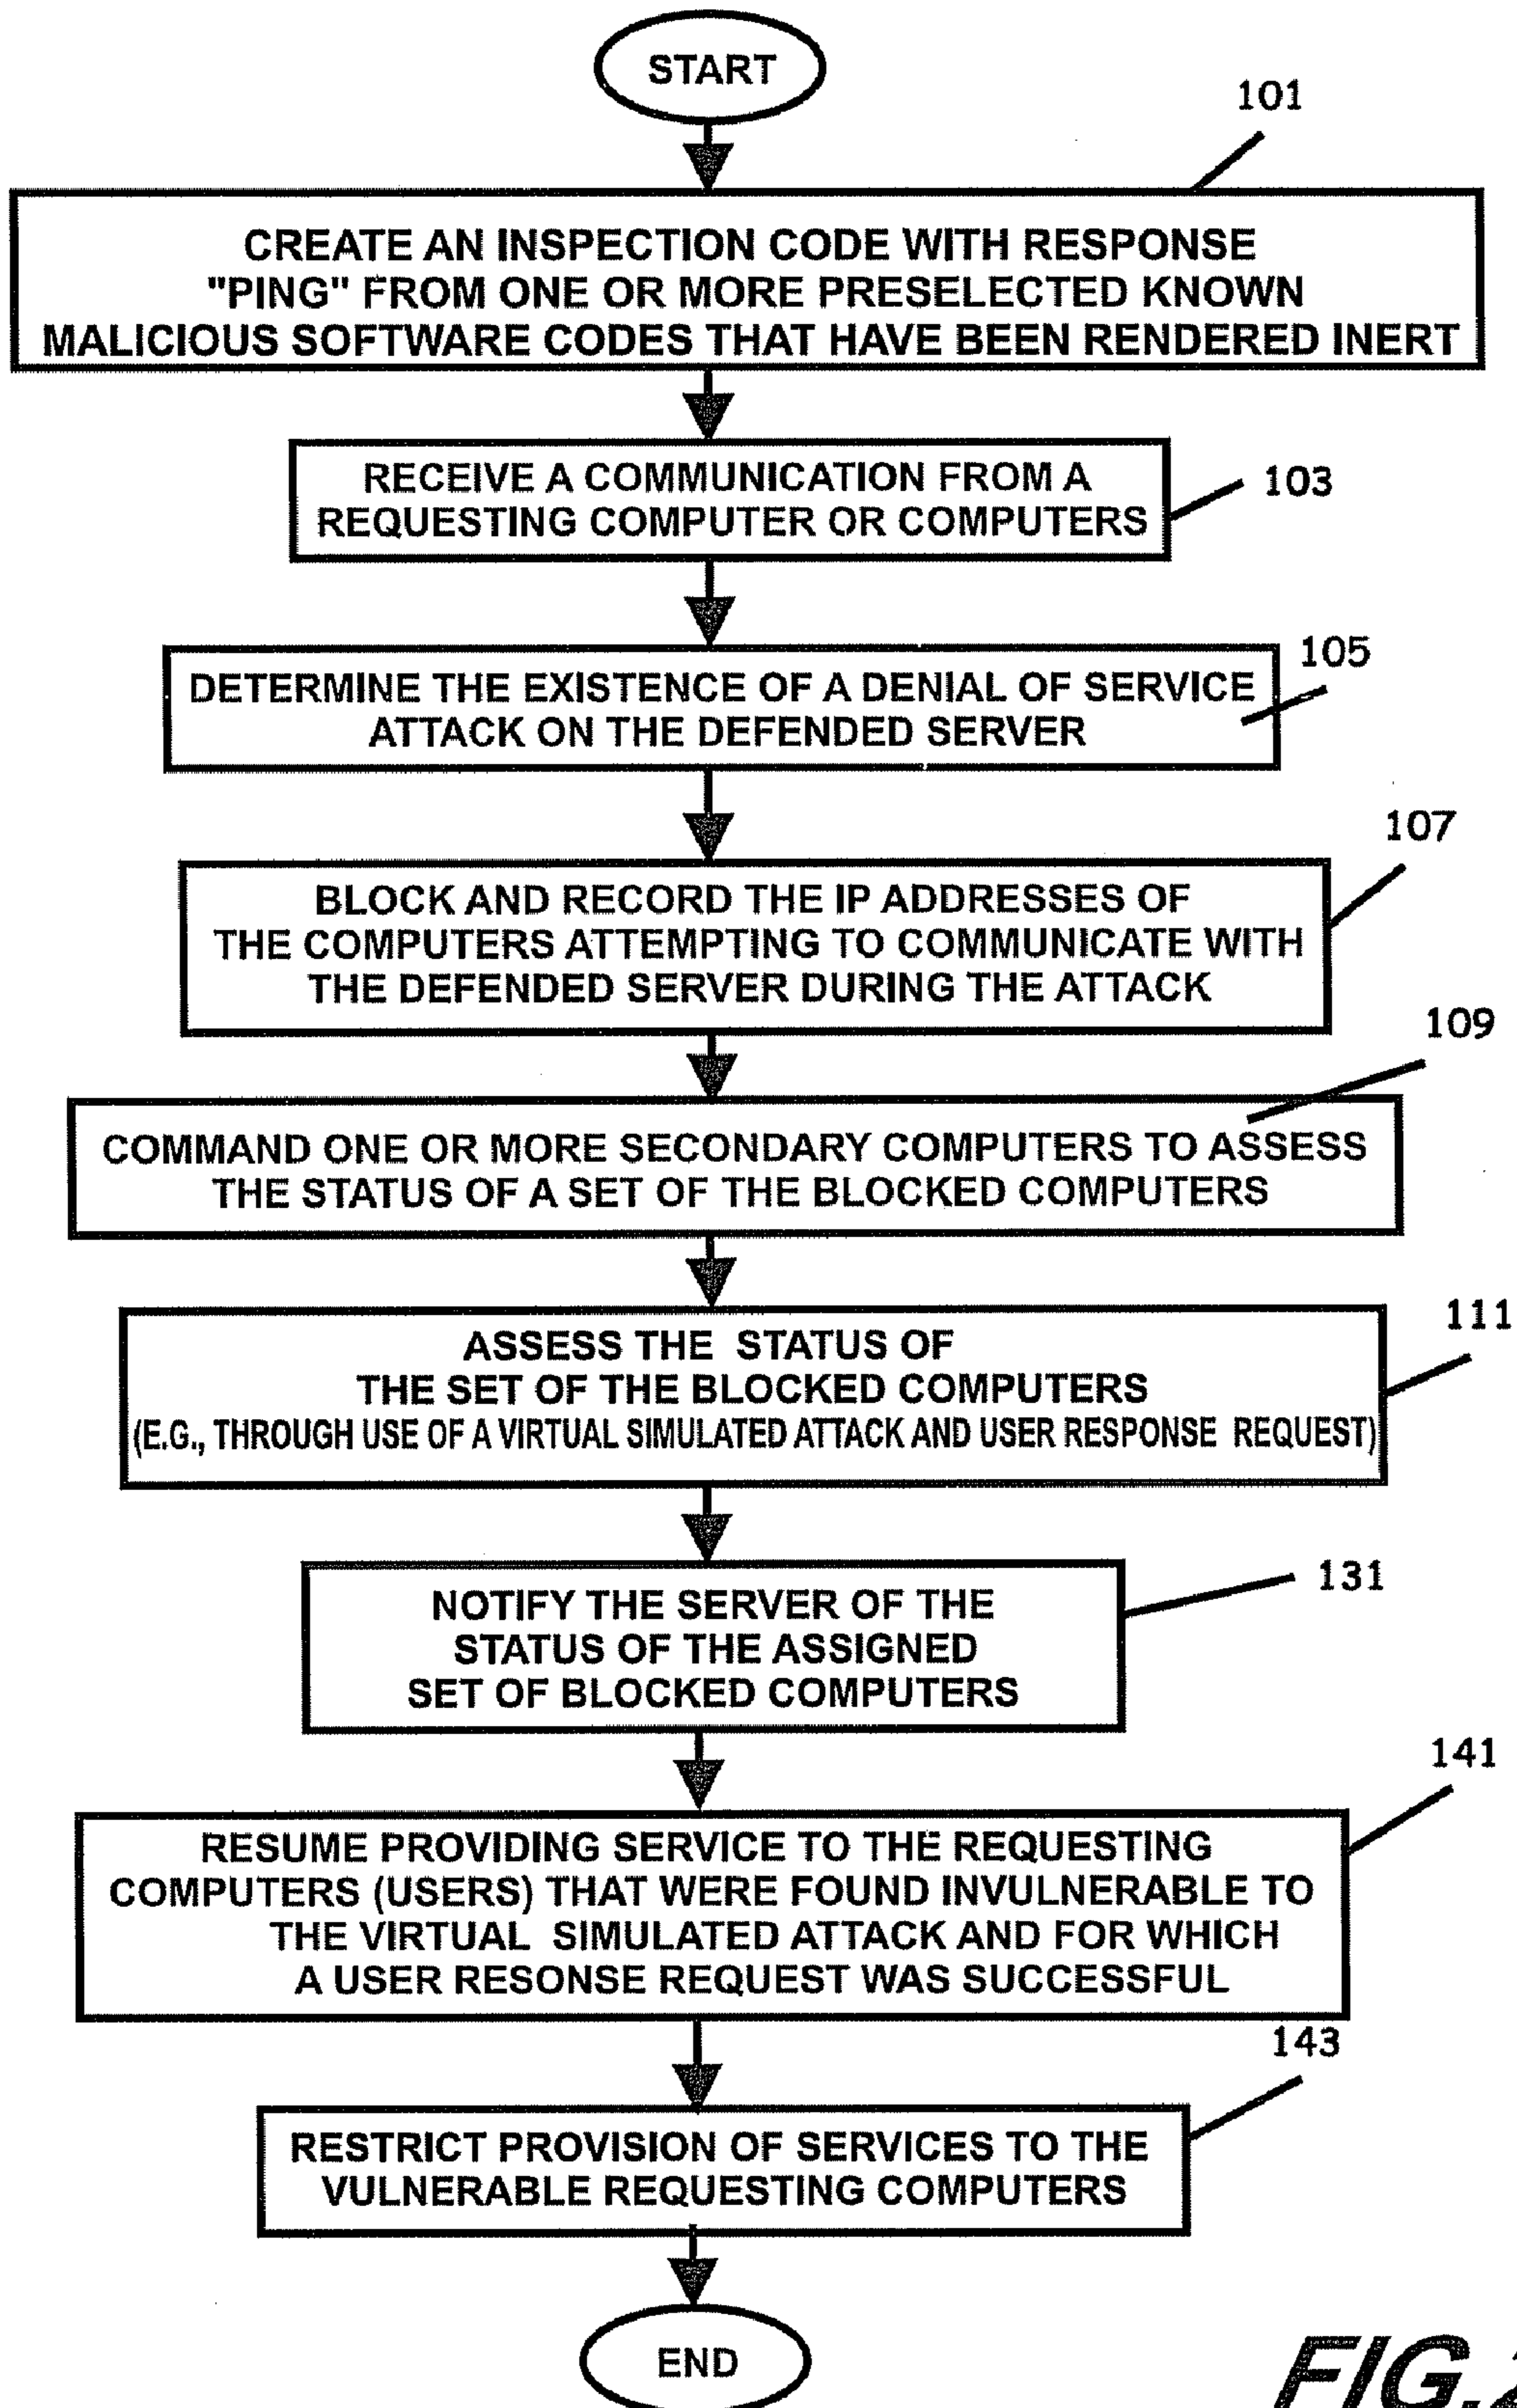 START
101
CREATE AN INSPECTION CODE WITH RESPONSE
"PING" FROM ONE OR MORE PRESELECTED KNOWN
MALICIOUS SOFTWARE CODES THAT HAVE BEEN RENDERED INERT
RECEIVE A COMMUNICATION FROM A
REQUESTING COMPUTER OR COMPUTERS
103
105
DETERMINE THE EXISTENCE OF A DENIAL OF SERVICE
ATTACK ON THE DEFENDED SERVER
107
BLOCK AND RECORD THE IP ADDRESSES OF
THE COMPUTERS ATTEMPTING TO COMMUNICATE WITH
THE DEFENDED SERVER DURING THE ATTACK
109
COMMAND ONE OR MORE SECONDARY COMPUTERS TO ASSESS
THE STATUS OF A SET OF THE BLOCKED COMPUTERS
111
ASSESS THE STATUS OF
THE SET OF THE BLOCKED COMPUTERS
(E.G., THROUGH USE OF A VIRTUAL SIMULATED ATTACK AND USER RESPONSE REQUEST)
131
NOTIFY THE SERVER OF THE
STATUS OF THE ASSIGNED
SET OF BLOCKED COMPUTERS
141
RESUME PROVIDING SERVICE TO THE REQUESTING
COMPUTERS (USERS) THAT WERE FOUND INVULNERABLE TO
THE VIRTUAL SIMULATED ATTACK AND FOR WHICH
A USER RESONSE REQUEST WAS SUCCESSFUL
143
RESTRICT PROVISION OF SERVICES TO THE
VULNERABLE REQUESTING COMPUTERS
END
FIG.